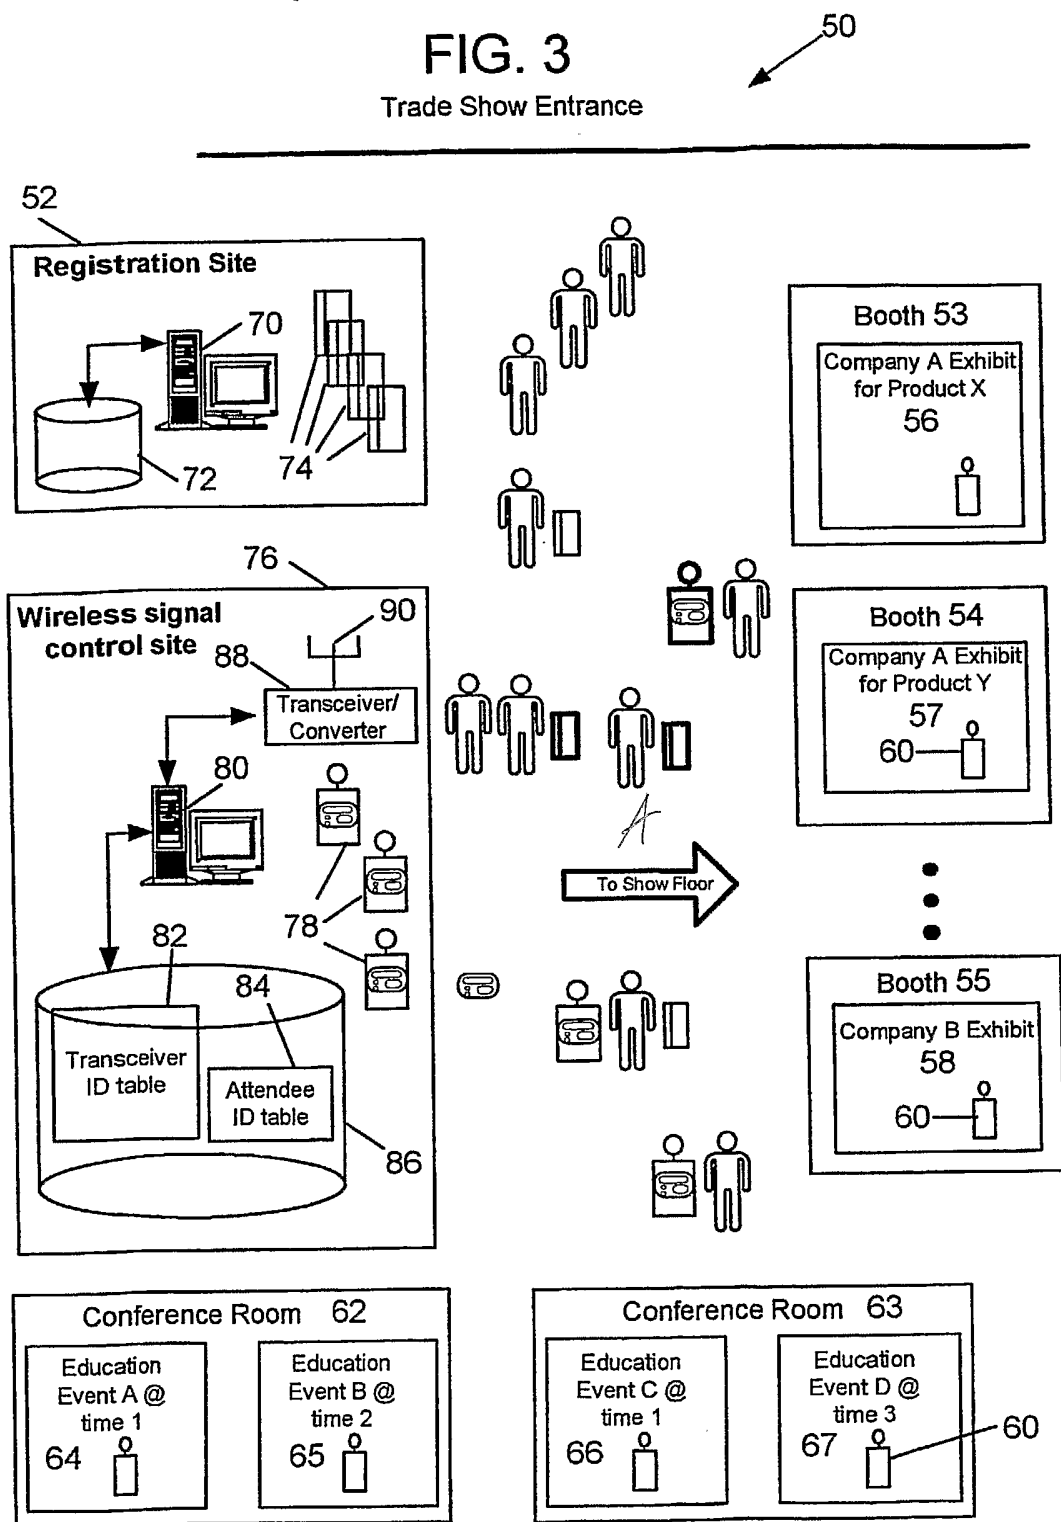 FIG. 3
50
Trade Show Entrance
52
Registration Site
70
72
74
76
Wireless signal
control site
90
88
Transceiver/
Converter
80
78
82
84
Transceiver
ID table
Attendee
ID table
86
A
To Show Floor
Booth 53
Company A Exhibit
for Product X
56
Booth 54
Company A Exhibit
for Product Y
57
60
Booth 55
Company B Exhibit
58
60
Conference Room 62
Education
Event A @
time 1
64
Education
Event B @
time 2
65
Conference Room 63
Education
Event C @
time 1
66
Education
Event D @
time 3
67
60